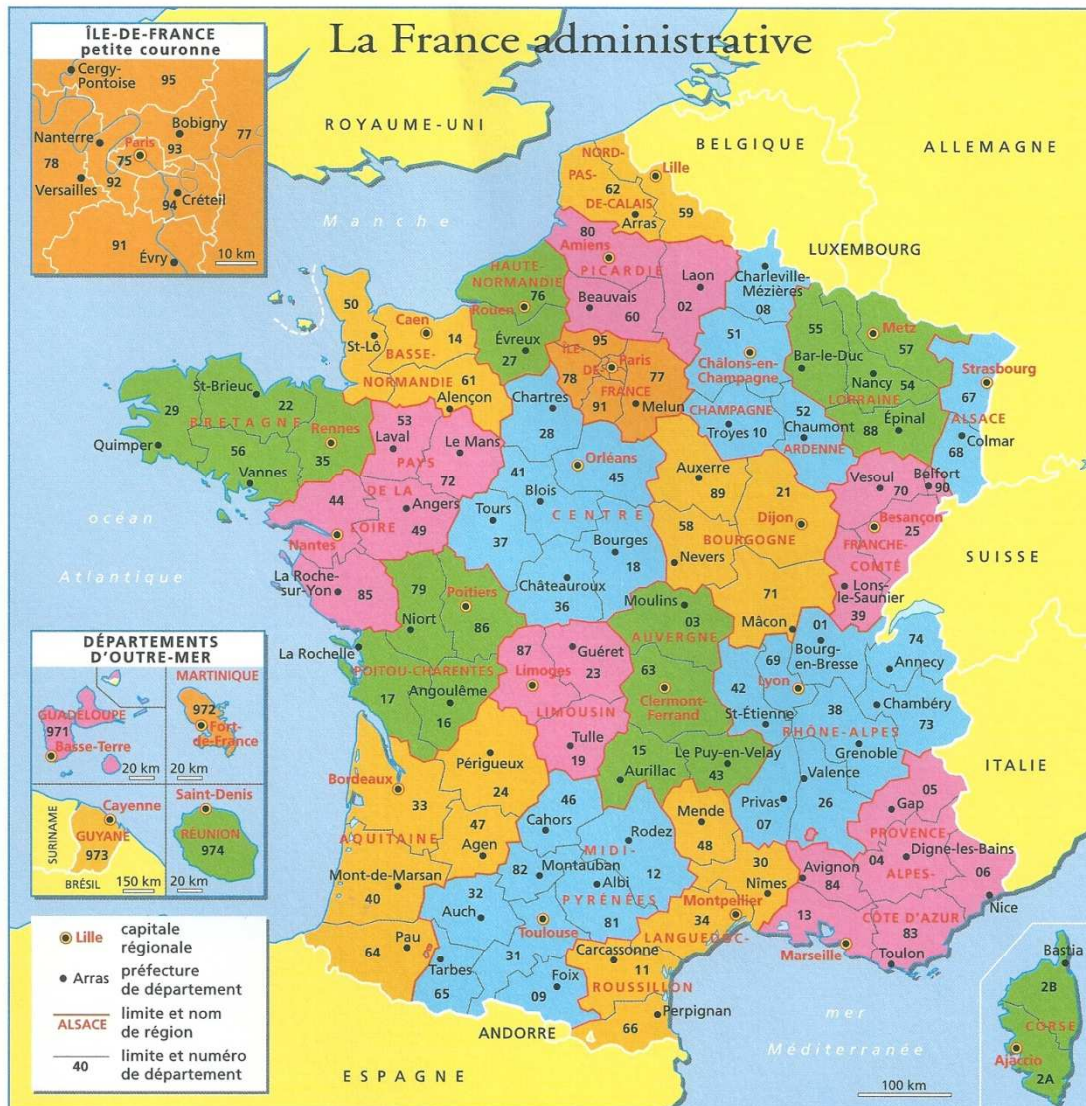 La France administrative
ÎLE-DE-FRANCE
petite couronne
Cergy-
Pontoise
95
Bobigny
77
Nanterre
Paris
75
93
78
92
Versailles
Créteil
94
91
Évry
10 km
ROYAUME-UNI
BELGIQUE
ALLEMAGNE
LUXEMBOURG
SUISSE
ITALIE
ESPAGNE
ANDORRE
Manche
océan
Atlantique
mer
Méditerranée
NORD-
PAS-
DE-CALAIS
62
Lille
59
Arras
80
Amiens
PICARDIE
Laon
Beauvais
60
02
HAUTE-
NORMANDIE
76
Rouen
Évreux
27
50
Caen
14
St-Lô
BASSE-
NORMANDIE
61
Alençon
Charleville-
Mézières
08
51
Châlons-en-
Champagne
CHAMPAGNE
Troyes 10
52
Chaumont
ARDENNE
55
Metz
57
Bar-le-Duc
Nancy
54
LORRAINE
88
Épinal
Strasbourg
67
ALSACE
68
Colmar
95
ÎLE-
DE-
FRANCE
Paris
78
77
91
Melun
St-Brieuc
22
29
BRETAGNE
Quimper
56
Rennes
35
Vannes
53
Laval
Le Mans
PAYS
72
DE LA
44
Angers
LOIRE
49
Nantes
La Roche-
sur-Yon
85
Chartres
28
Orléans
41
45
Blois
Tours
CENTRE
37
Bourges
18
Châteauroux
36
Auxerre
89
21
58
Dijon
BOURGOGNE
Nevers
71
Mâcon
Vesoul
70
Belfort
90
Besançon
25
FRANCHE-
COMTÉ
Lons-
le-Saunier
39
79
Poitiers
Niort
86
La Rochelle
POITOU-CHARENTES
17
Angoulême
16
87
Guéret
Limoges
23
LIMOUSIN
Tulle
19
Moulins
03
AUVERGNE
63
Clermont-
Ferrand
15
Le Puy-en-Velay
Aurillac
43
01
Bourg-
en-Bresse
74
Annecy
69
42
Lyon
Chambéry
St-Étienne
38
73
RHÔNE-ALPES
Grenoble
Valence
Privas
26
07
Périgueux
Bordeaux
24
33
47
AQUITAINE
Agen
Mont-de-Marsan
40
Pau
64
46
Cahors
Rodez
MIDI-
82
Montauban
12
32
Albi
Auch
PYRÉNÉES
Toulouse
81
31
Tarbes
Foix
65
09
Mende
48
30
Nîmes
Montpellier
34
LANGUEDOC-
Carcassonne
11
ROUSSILLON
66
Perpignan
05
Gap
PROVENCE
Digne-les-Bains
04
Avignon
ALPES-
84
06
Nice
13
CÔTE D'AZUR
83
Marseille
Toulon
Bastia
2B
CORSE
Ajaccio
2A
100 km
DÉPARTEMENTS
D'OUTRE-MER
GUADELOUPE
971
Basse-Terre
20 km
MARTINIQUE
972
Fort-
de-France
20 km
SURINAME
Cayenne
GUYANE
973
BRÉSIL
150 km
Saint-Denis
RÉUNION
974
20 km
Lille
capitale
régionale
Arras
préfecture
de département
ALSACE
limite et nom
de région
40
limite et numéro
de département